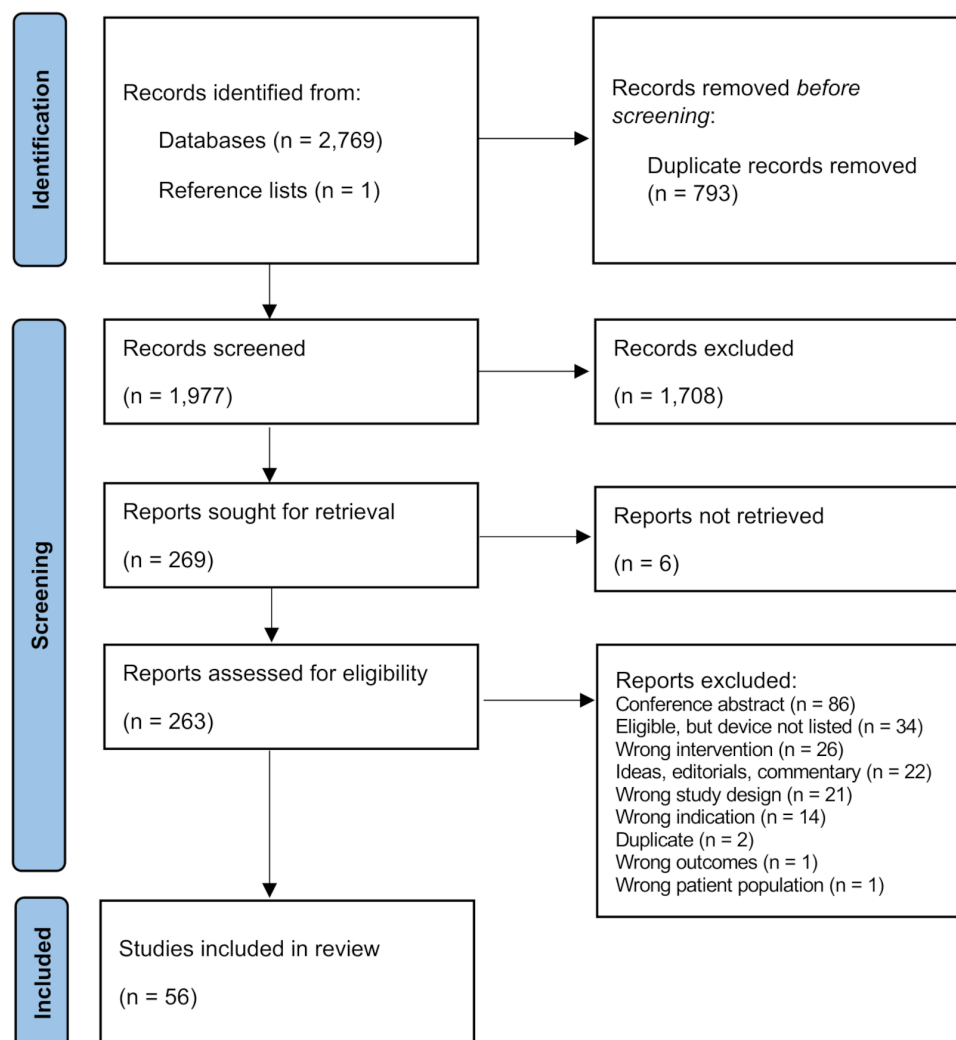 Identification
Records identified from:
Databases (n = 2,769)
Reference lists (n = 1)
Records removed before
screening:
Duplicate records removed
(n = 793)
Screening
Records screened
(n = 1,977)
Records excluded
(n = 1,708)
Reports sought for retrieval
(n = 269)
Reports not retrieved
(n = 6)
Reports assessed for eligibility
(n = 263)
Reports excluded:
Conference abstract (n = 86)
Eligible, but device not listed (n = 34)
Wrong intervention (n = 26)
Ideas, editorials, commentary (n = 22)
Wrong study design (n = 21)
Wrong indication (n = 14)
Duplicate (n = 2)
Wrong outcomes (n = 1)
Wrong patient population (n = 1)
Included
Studies included in review
(n = 56)